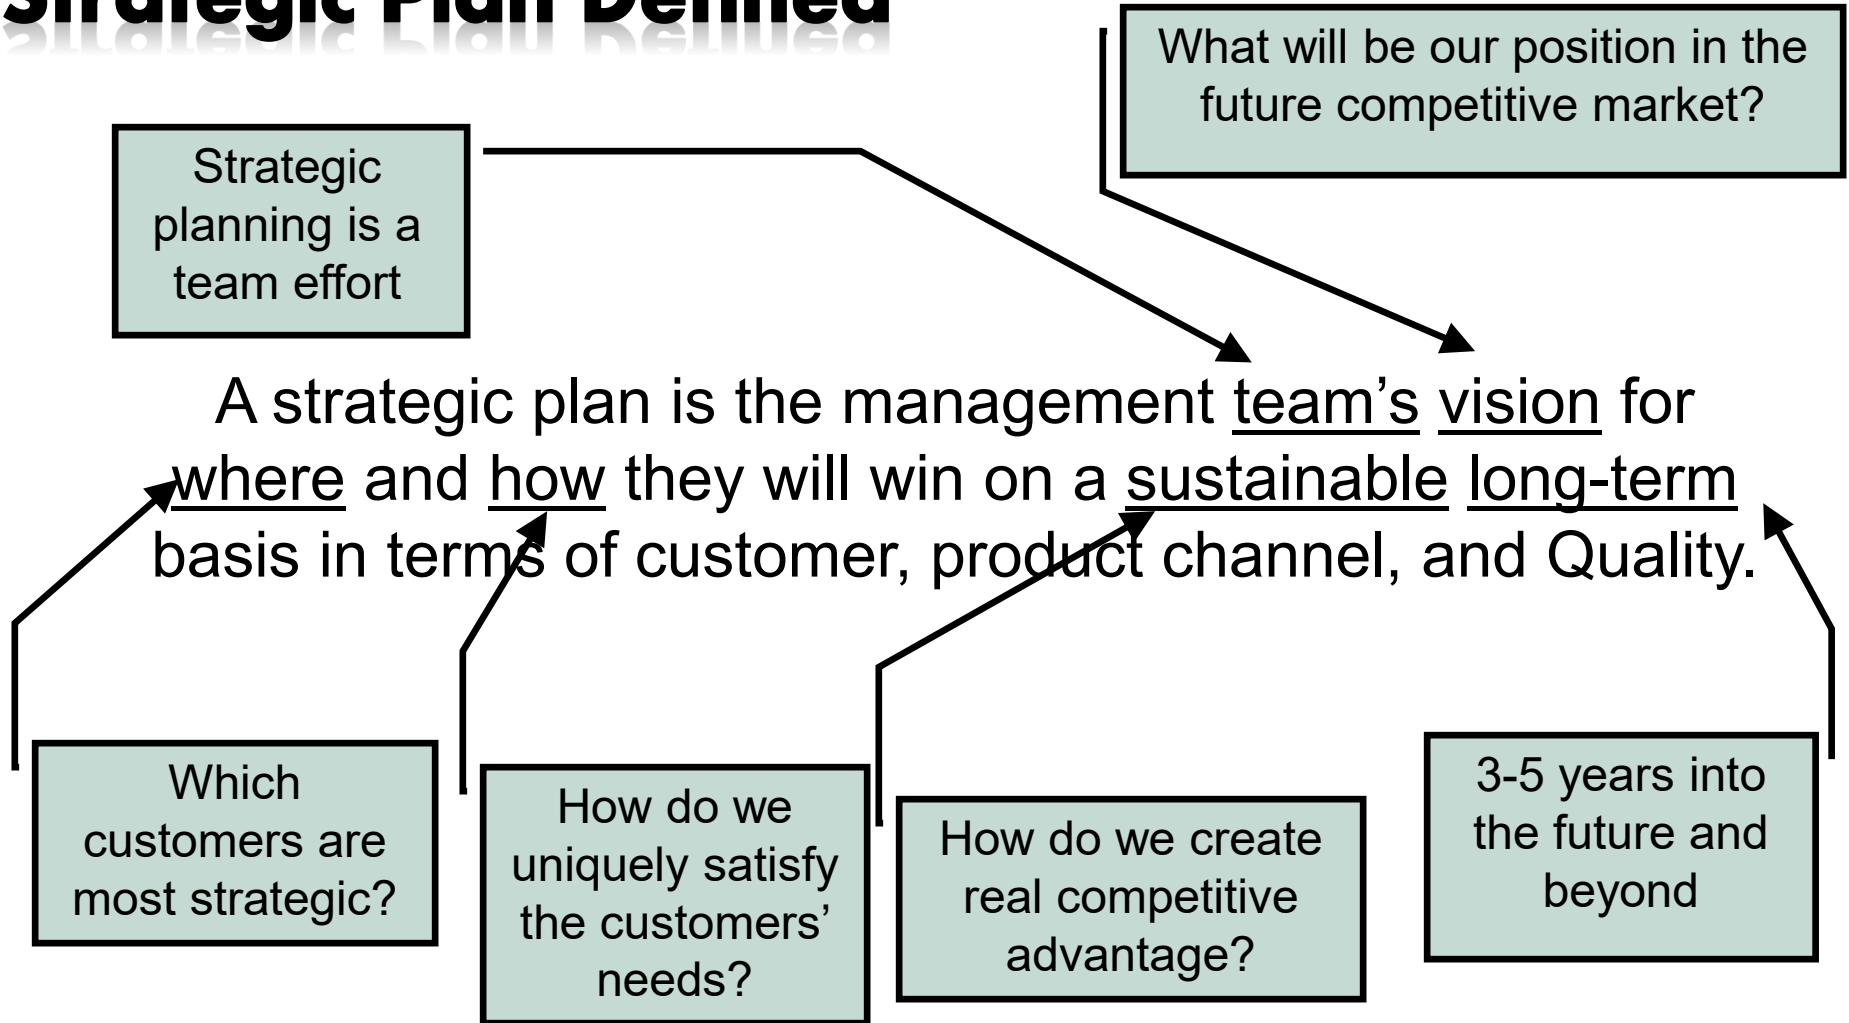 Strategic Plan Defined
What will be our position in the
future competitive market?
Strategic
planning is a
team effort
A strategic plan is the management team’s vision for
where and how they will win on a sustainable long-term
basis in terms of customer, product channel, and Quality.
Which
customers are
most strategic?
How do we
uniquely satisfy
the customers’
needs?
How do we create
real competitive
advantage?
3-5 years into
the future and
beyond